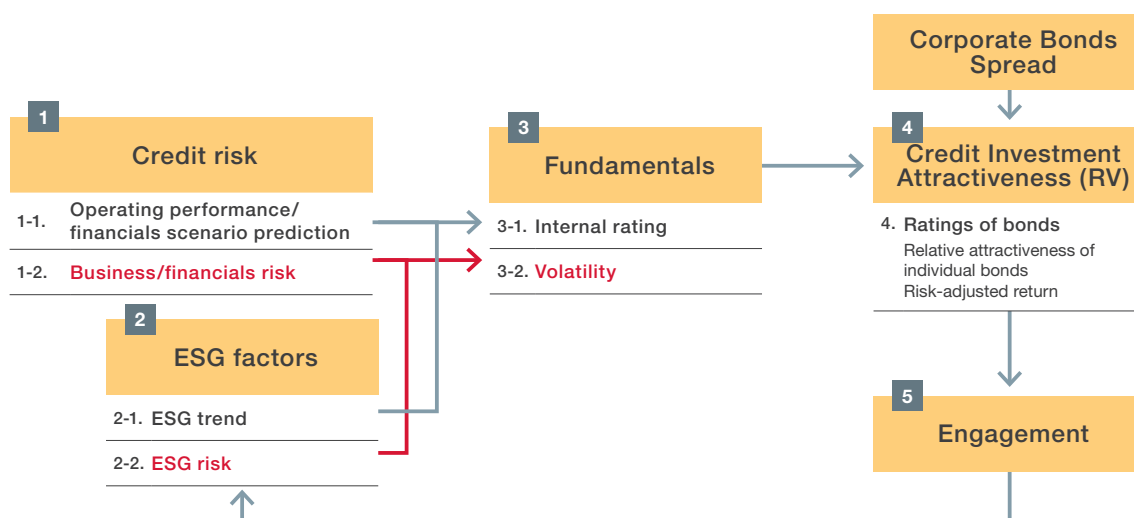 1
Credit risk
1-1. Operating performance/
financials scenario prediction
1-2. Business/financials risk
2
ESG factors
2-1. ESG trend
2-2. ESG risk
3
Fundamentals
3-1. Internal rating
3-2. Volatility
Corporate Bonds
Spread
4
Credit Investment
Attractiveness (RV)
4. Ratings of bonds
Relative attractiveness of
individual bonds
Risk-adjusted return
5
Engagement